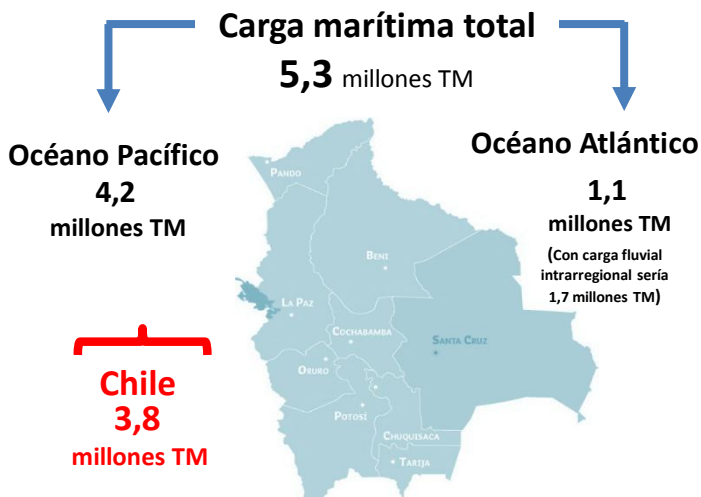 Carga marítima total
5,3 millones TM
Océano Pacífico
4,2
millones TM
Océano Atlántico
1,1
millones TM
(Con carga fluvial
intrarregional sería
1,7 millones TM)
PANDO
BENI
LA PAZ
COCHABAMBA
SANTA CRUZ
ORURO
POTOSÍ
CHUQUISACA
TARIJA
Chile
3,8
millones TM